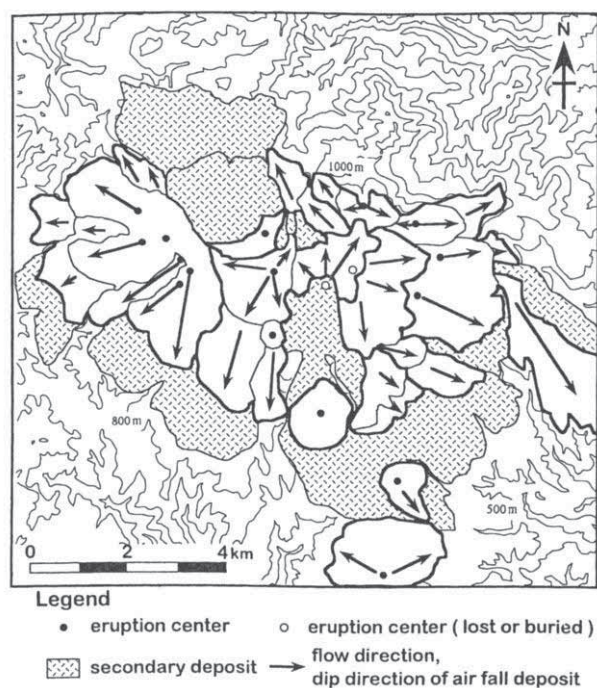 N
1000 m
800 m
500 m
0 2 4 km
Legend
eruption center
eruption center ( lost or buried )
secondary deposit
flow direction,
dip direction of air fall deposit